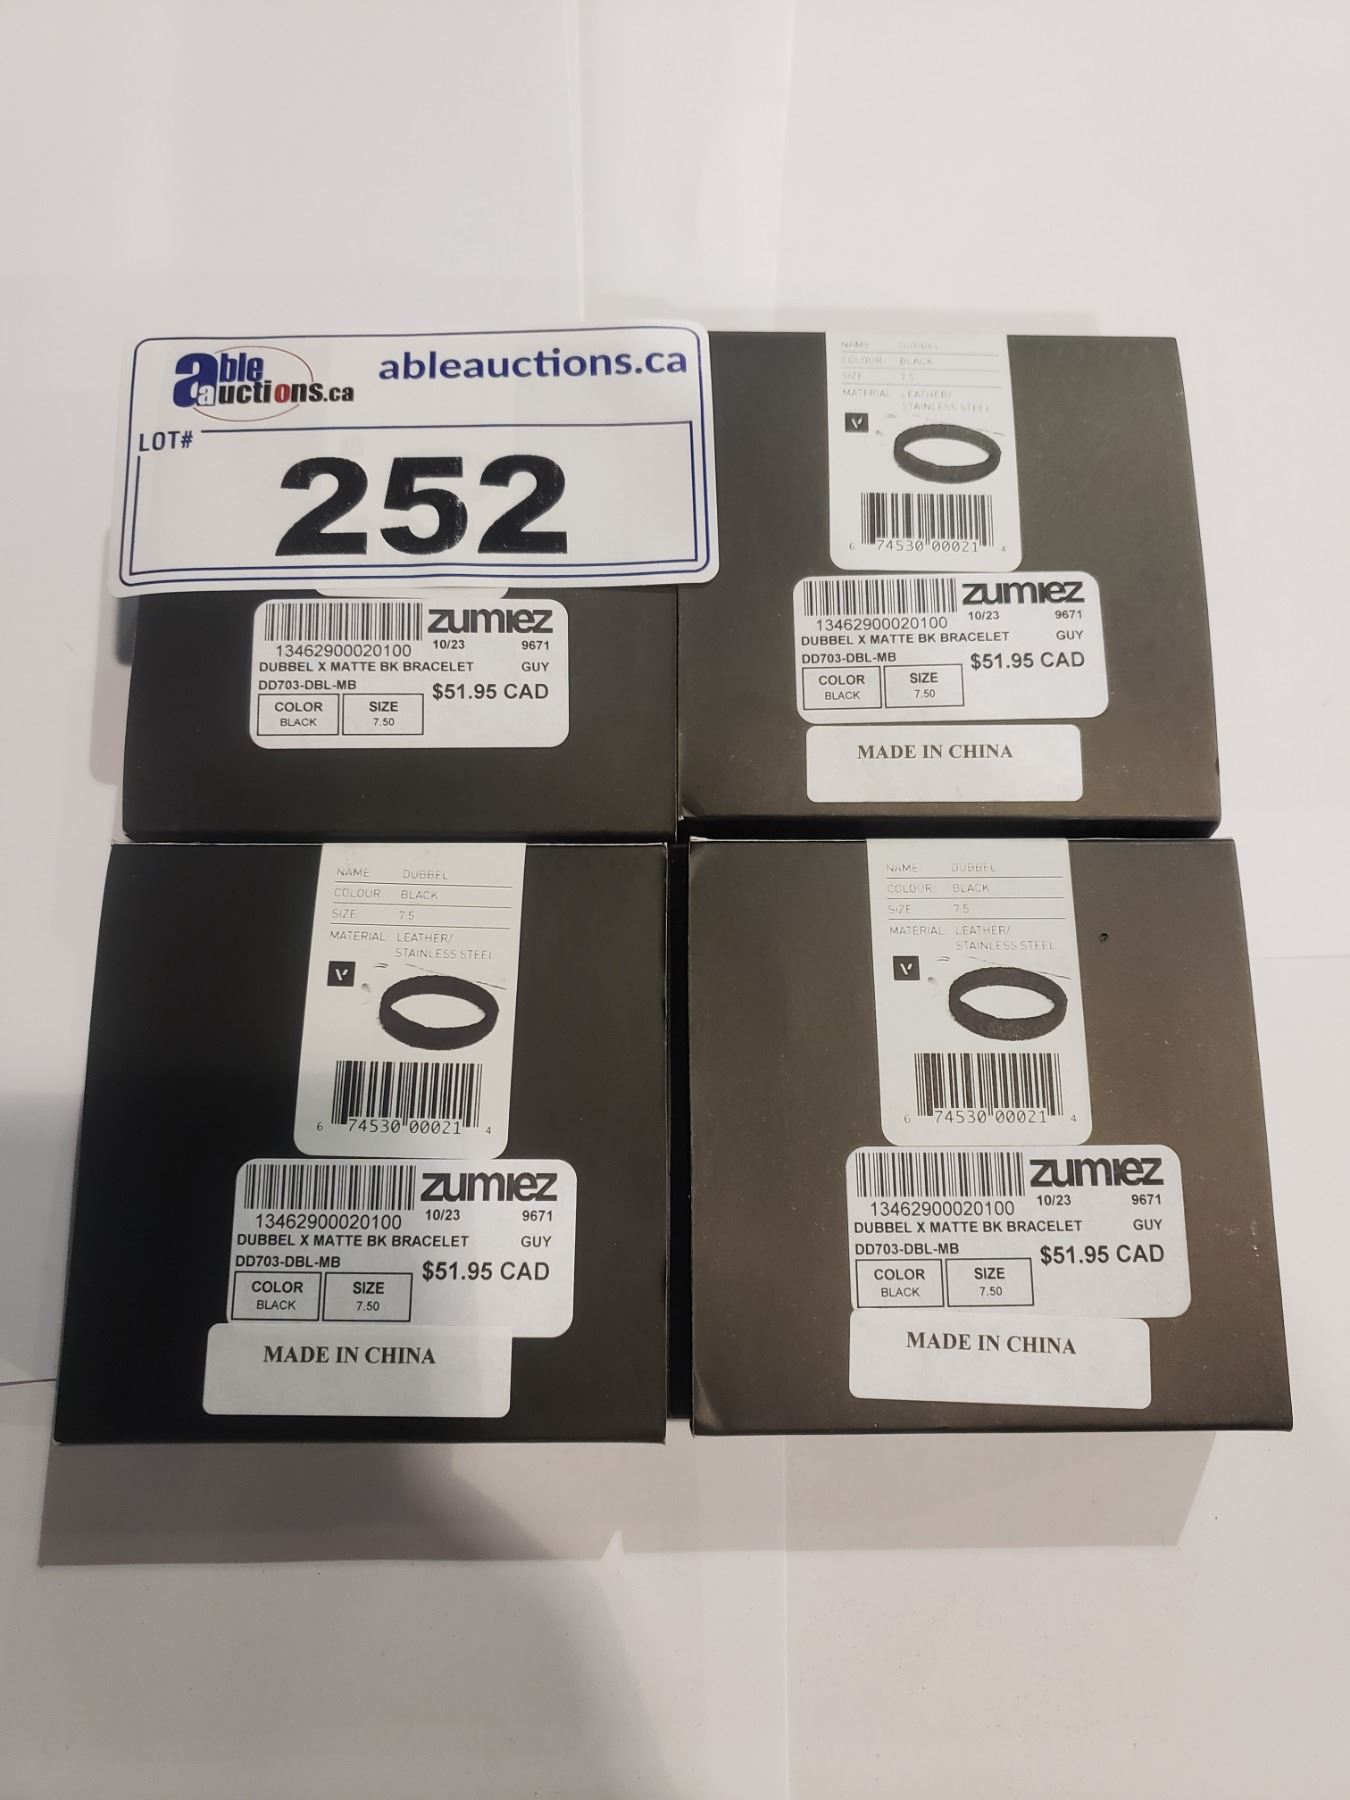 able auctions.ca
ableauctions.ca
LOT#
252
13462900020100
zumiez
10/23 9671
DUBBEL X MATTE BK BRACELET GUY
DD703-DBL-MB
$51.95 CAD
COLOR SIZE
BLACK 7.50
NAME DUBBEL
COLOUR BLACK
SIZE 7.5
MATERIAL LEATHER/
STAINLESS STEEL
6 74530 00021 4
zumiez
13462900020100
10/23 9671
DUBBEL X MATTE BK BRACELET GUY
DD703-DBL-MB
$51.95 CAD
COLOR SIZE
BLACK 7.50
MADE IN CHINA
NAME DUBBEL
COLOUR BLACK
SIZE 7.5
MATERIAL LEATHER/
STAINLESS STEEL
6 74530 00021 4
zumiez
13462900020100
10/23 9671
DUBBEL X MATTE BK BRACELET GUY
DD703-DBL-MB
$51.95 CAD
COLOR SIZE
BLACK 7.50
MADE IN CHINA
NAME DUBBEL
COLOUR BLACK
SIZE 7.5
MATERIAL LEATHER/
STAINLESS STEEL
6 74530 00021 4
zumiez
13462900020100
10/23 9671
DUBBEL X MATTE BK BRACELET GUY
DD703-DBL-MB
$51.95 CAD
COLOR SIZE
BLACK 7.50
MADE IN CHINA